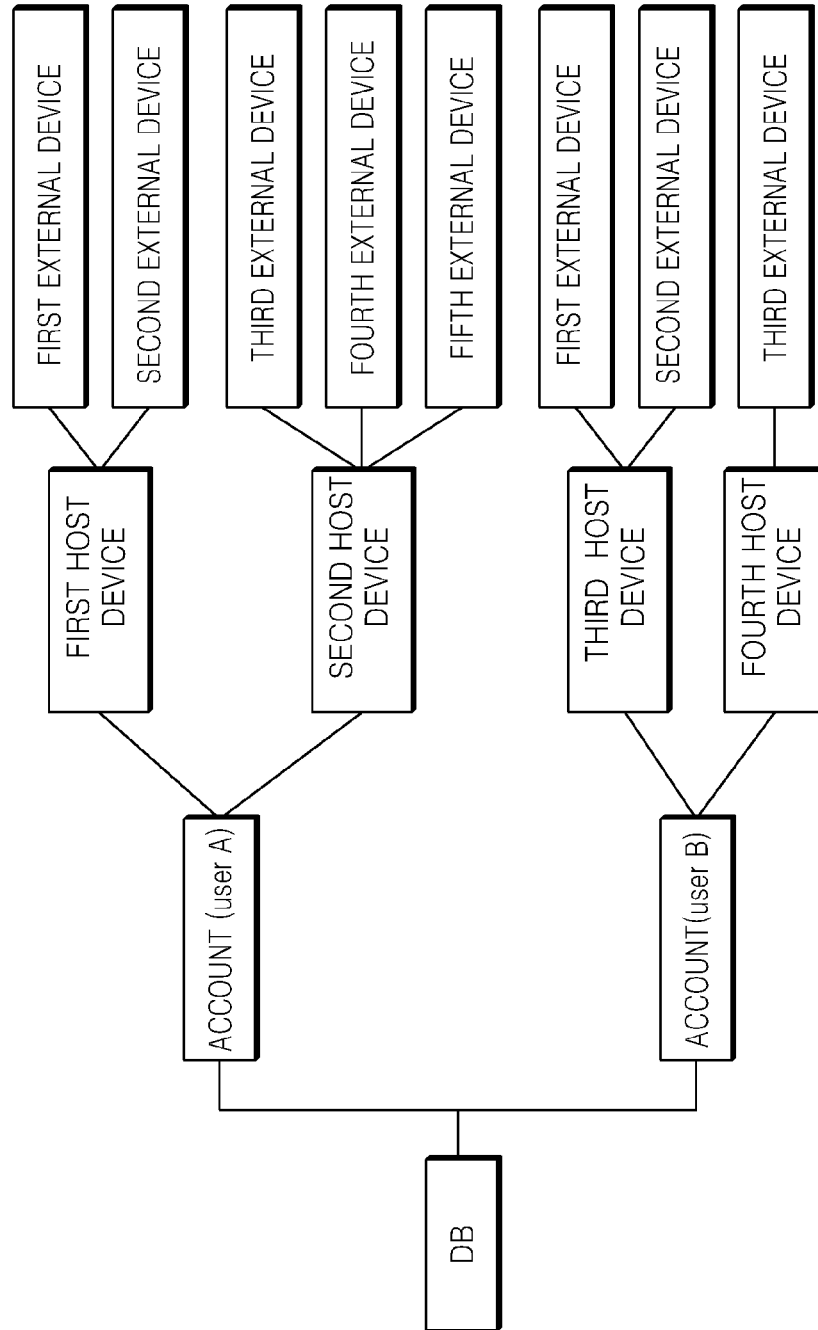 DB
ACCOUNT (user A)
ACCOUNT(user B)
FIRST HOST
DEVICE
SECOND HOST
DEVICE
THIRD HOST
DEVICE
FOURTH HOST
DEVICE
FIRST EXTERNAL DEVICE
SECOND EXTERNAL DEVICE
THIRD EXTERNAL DEVICE
FOURTH EXTERNAL DEVICE
FIFTH EXTERNAL DEVICE
FIRST EXTERNAL DEVICE
SECOND EXTERNAL DEVICE
THIRD EXTERNAL DEVICE